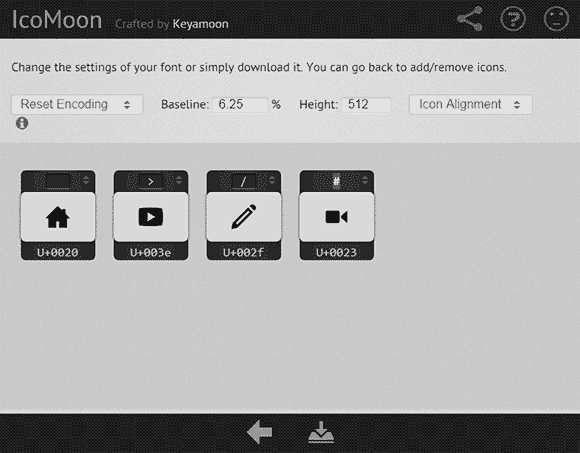 IcoMoon Crafted by Keyamoon
Change the settings of your font or simply download it. You can go back to add/remove icons.
Reset Encoding Baseline: 6.25 % Height: 512 Icon Alignment
> / #
U+0020 U+003e U+002f U+0023